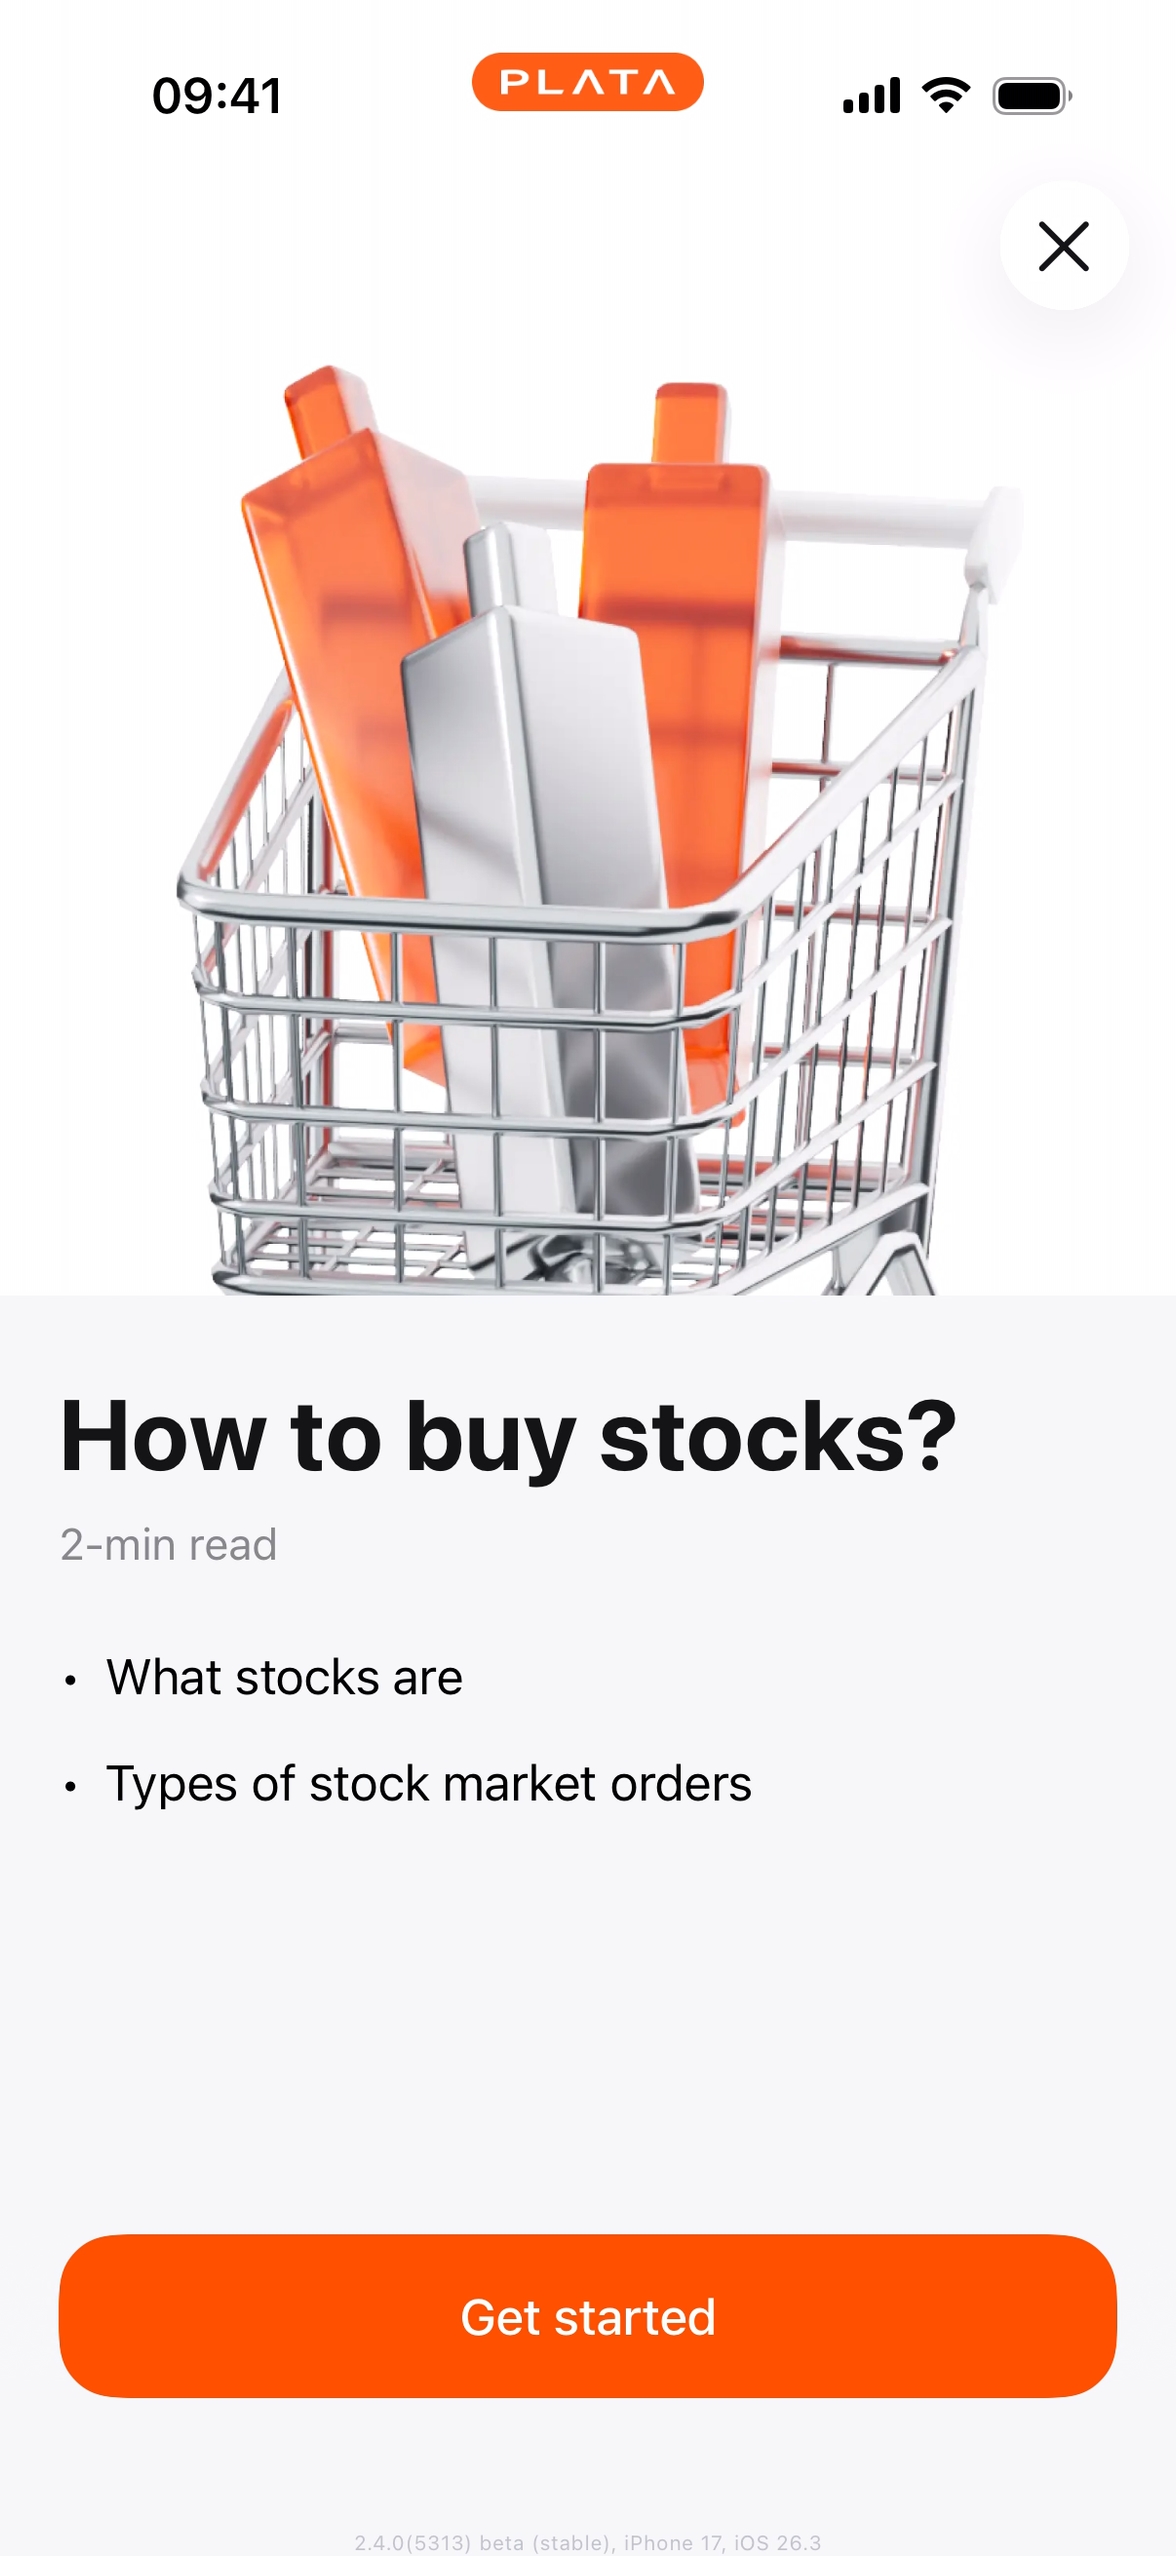 09:41
PLATA
How to buy stocks?
2-min read
• What stocks are
• Types of stock market orders
Get started
2.4.0(5313) beta (stable), iPhone 17, iOS 26.3